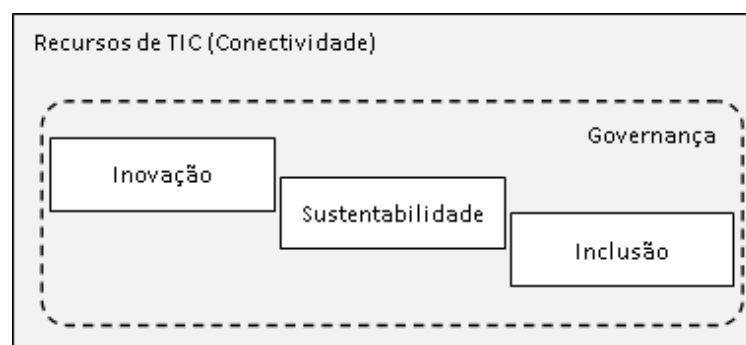 Recursos de TIC (Conectividade)
Governança
Inovação
Sustentabilidade
Inclusão